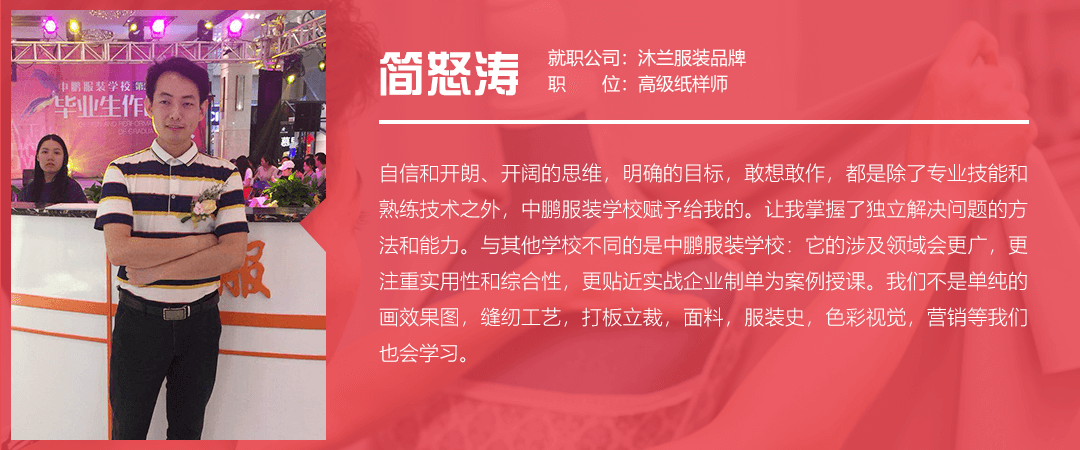 中鹏服装学校 第
毕业生作
简怒涛
就职公司：沐兰服装品牌
职 位：高级纸样师
自信和开朗、开阔的思维，明确的目标，敢想敢作，都是除了专业技能和
熟练技术之外，中鹏服装学校赋予给我的。让我掌握了独立解决问题的方
法和能力。与其他学校不同的是中鹏服装学校：它的涉及领域会更广，更
注重实用性和综合性，更贴近实战企业制单为案例授课。我们不是单纯的
画效果图，缝纫工艺，打板立裁，面料，服装史，色彩视觉，营销等我们
也会学习。
服